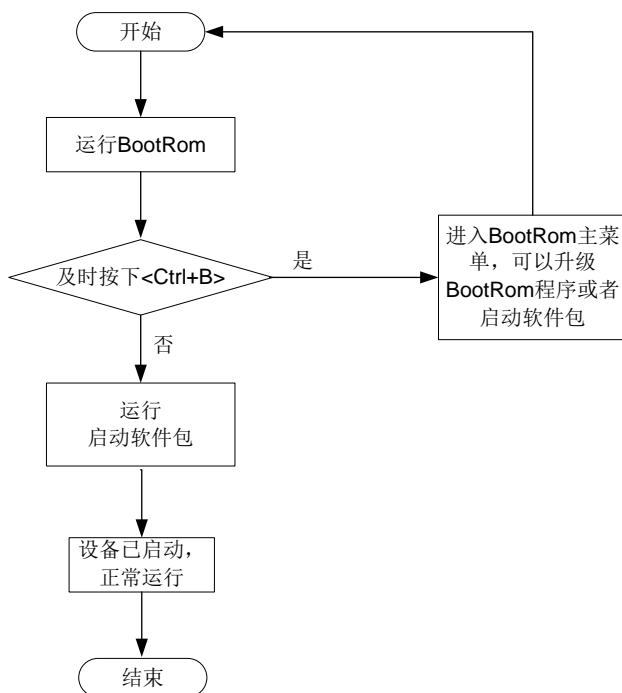 开始
运行BootRom
及时按下<Ctrl+B>
是
进入BootRom主菜
单，可以升级
BootRom程序或者
启动软件包
否
运行
启动软件包
设备已启动，
正常运行
结束